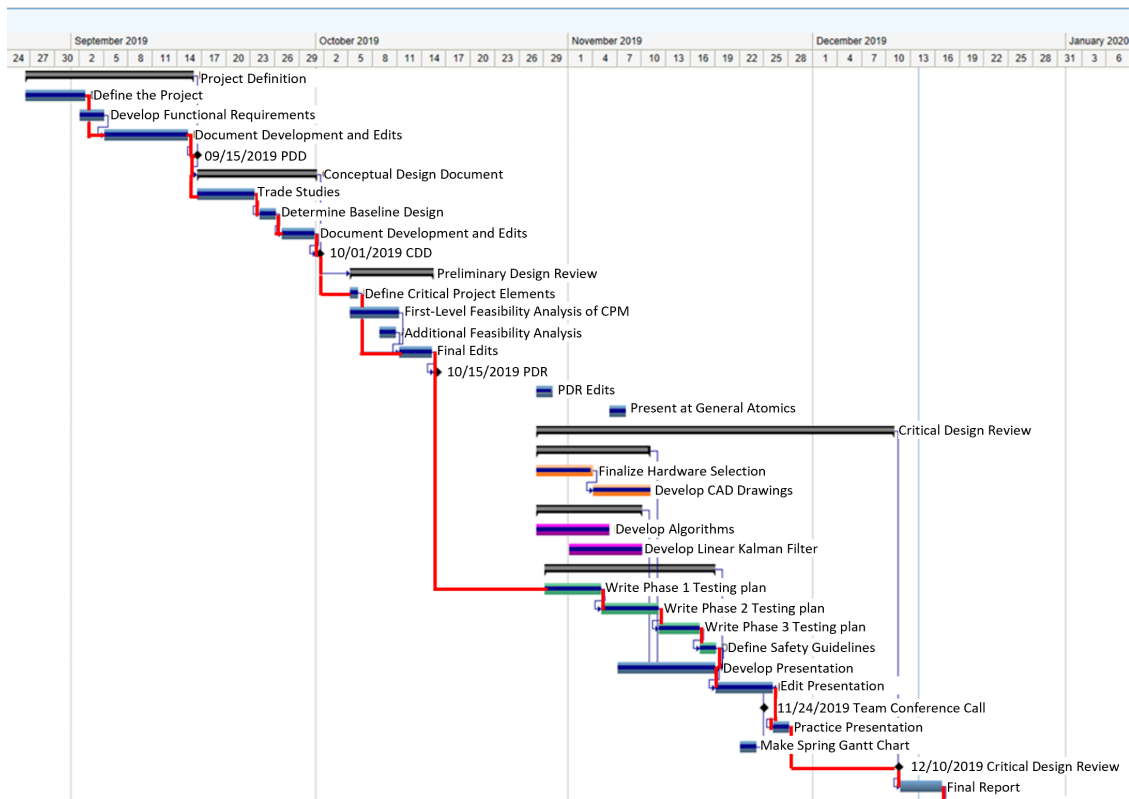 September 2019 October 2019 November 2019 December 2019 January 2020
24 27 30 2 5 8 11 14 17 20 23 26 29 2 5 8 11 14 17 20 23 26 29 1 4 7 10 13 16 19 22 25 28 1 4 7 10 13 16 19 22 25 28 31 3 6
Project Definition
Define the Project
Develop Functional Requirements
Document Development and Edits
09/15/2019 PDD
Conceptual Design Document
Trade Studies
Determine Baseline Design
Document Development and Edits
10/01/2019 CDD
Preliminary Design Review
Define Critical Project Elements
First-Level Feasibility Analysis of CPM
Additional Feasibility Analysis
Final Edits
10/15/2019 PDR
PDR Edits
Present at General Atomics
Critical Design Review
Finalize Hardware Selection
Develop CAD Drawings
Develop Algorithms
Develop Linear Kalman Filter
Write Phase 1 Testing plan
Write Phase 2 Testing plan
Write Phase 3 Testing plan
Define Safety Guidelines
Develop Presentation
Edit Presentation
11/24/2019 Team Conference Call
Practice Presentation
Make Spring Gantt Chart
12/10/2019 Critical Design Review
Final Report